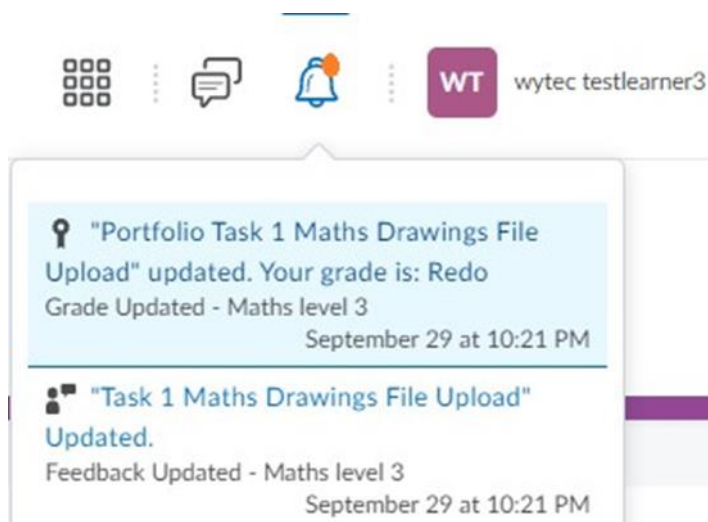 WT wytec testlearner3
"Portfolio Task 1 Maths Drawings File
Upload" updated. Your grade is: Redo
Grade Updated - Maths level 3
September 29 at 10:21 PM
"Task 1 Maths Drawings File Upload"
Updated.
Feedback Updated - Maths level 3
September 29 at 10:21 PM